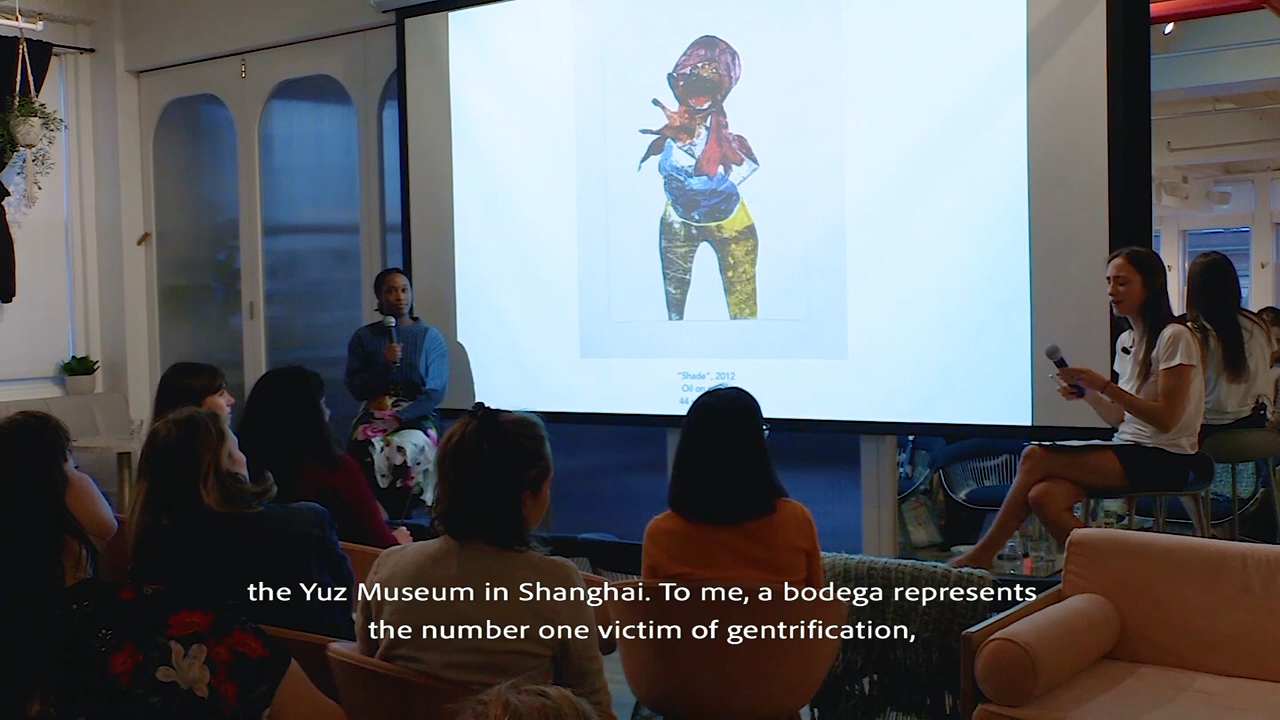 "Shade", 2012
Oil on
44
the Yuz Museum in Shanghai. To me, a bodega represents
the number one victim of gentrification,